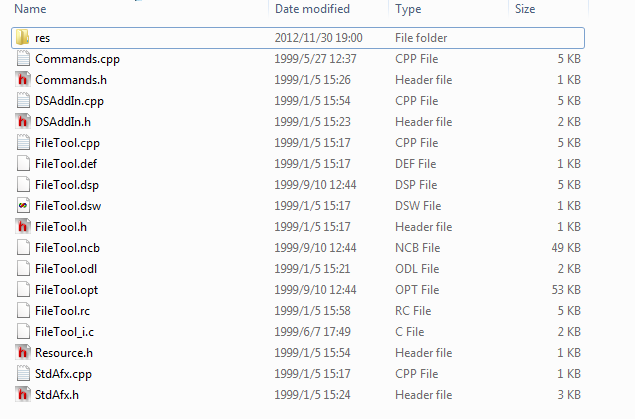 Name Date modified Type Size
res 2012/11/30 19:00 File folder
Commands.cpp 1999/5/27 12:37 CPP File 5 KB
Commands.h 1999/1/5 15:26 Header file 1 KB
DSAddIn.cpp 1999/1/5 15:54 CPP File 5 KB
DSAddIn.h 1999/1/5 15:23 Header file 2 KB
FileTool.cpp 1999/1/5 15:17 CPP File 5 KB
FileTool.def 1999/1/5 15:17 DEF File 1 KB
FileTool.dsp 1999/9/10 12:44 DSP File 5 KB
FileTool.dsw 1999/1/5 15:17 DSW File 1 KB
FileTool.h 1999/1/5 15:17 Header file 1 KB
FileTool.ncb 1999/9/10 12:44 NCB File 49 KB
FileTool.odl 1999/1/5 15:21 ODL File 2 KB
FileTool.opt 1999/9/10 12:44 OPT File 53 KB
FileTool.rc 1999/1/5 15:58 RC File 5 KB
FileTool_i.c 1999/6/7 17:49 C File 2 KB
Resource.h 1999/1/5 15:54 Header file 1 KB
StdAfx.cpp 1999/1/5 15:17 CPP File 1 KB
StdAfx.h 1999/1/5 15:24 Header file 3 KB